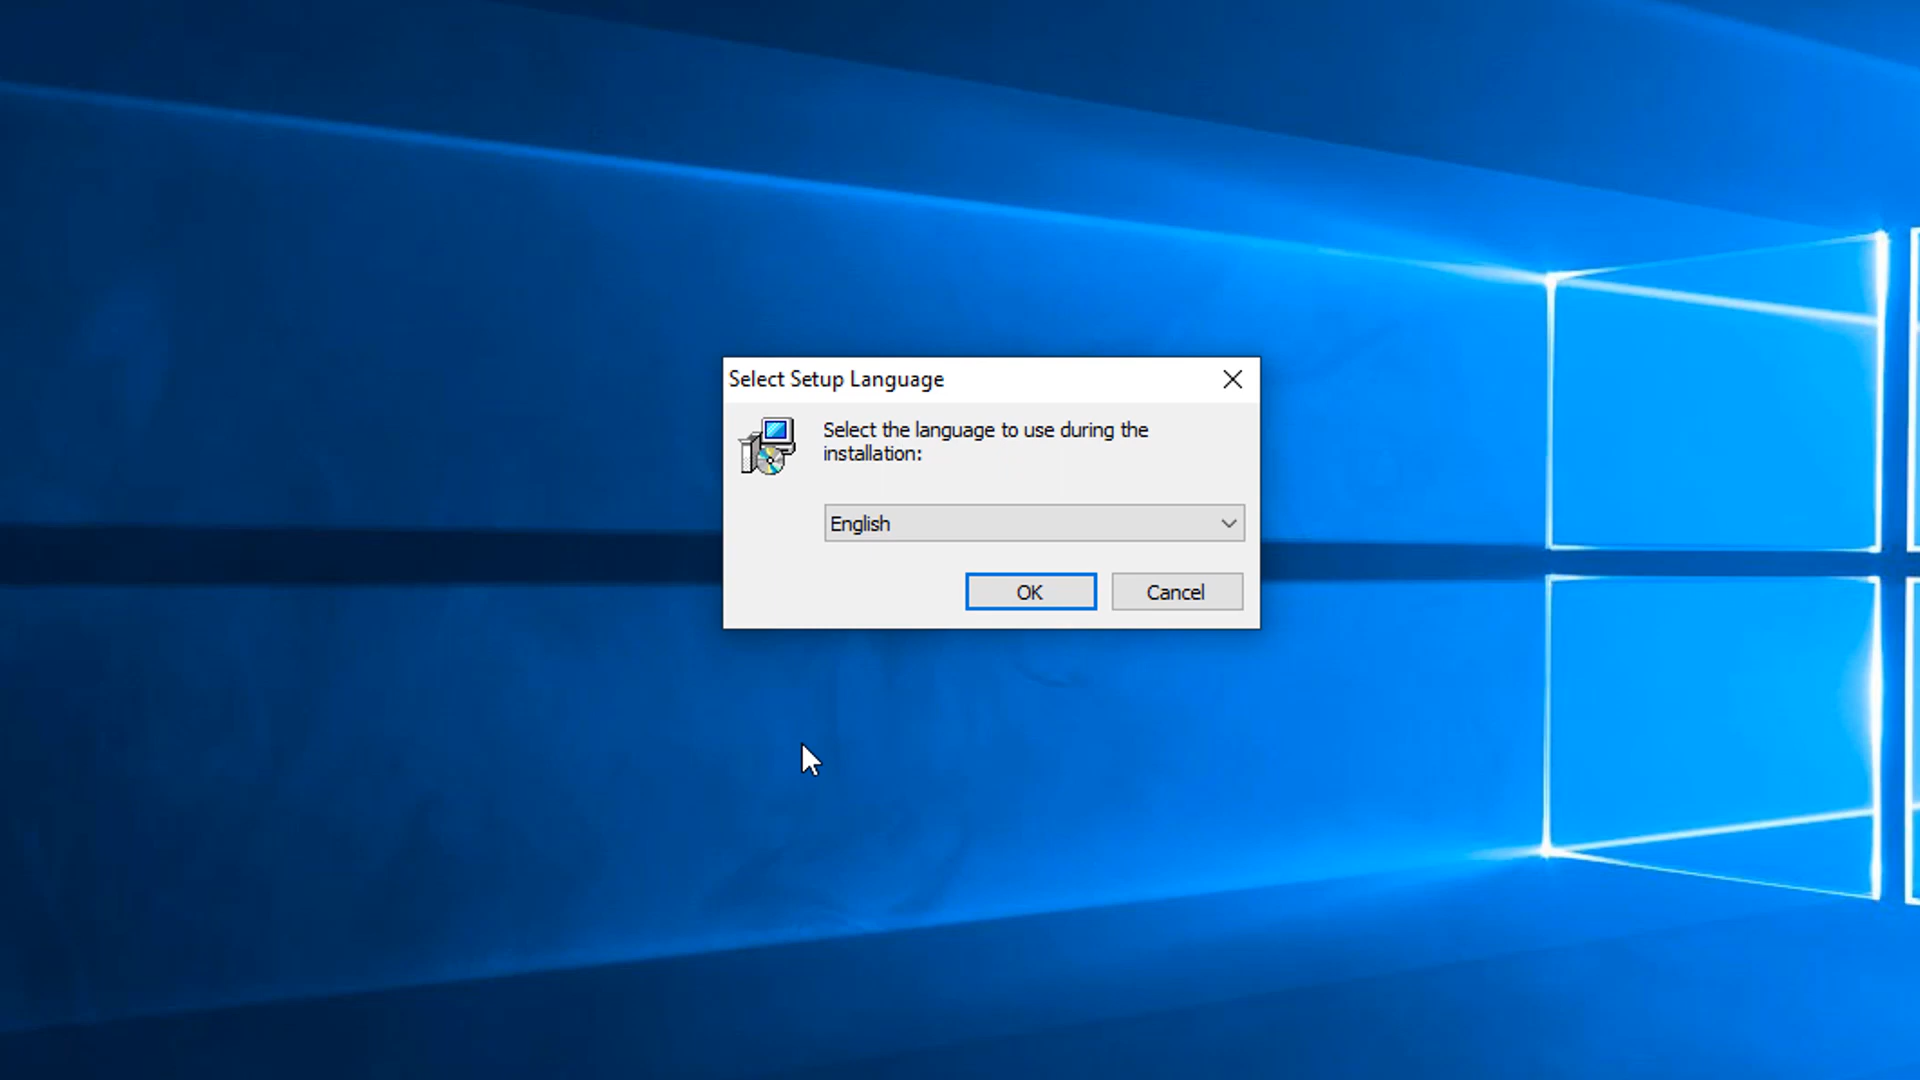 Select Setup Language
Select the language to use during the
installation:
English
OK
Cancel